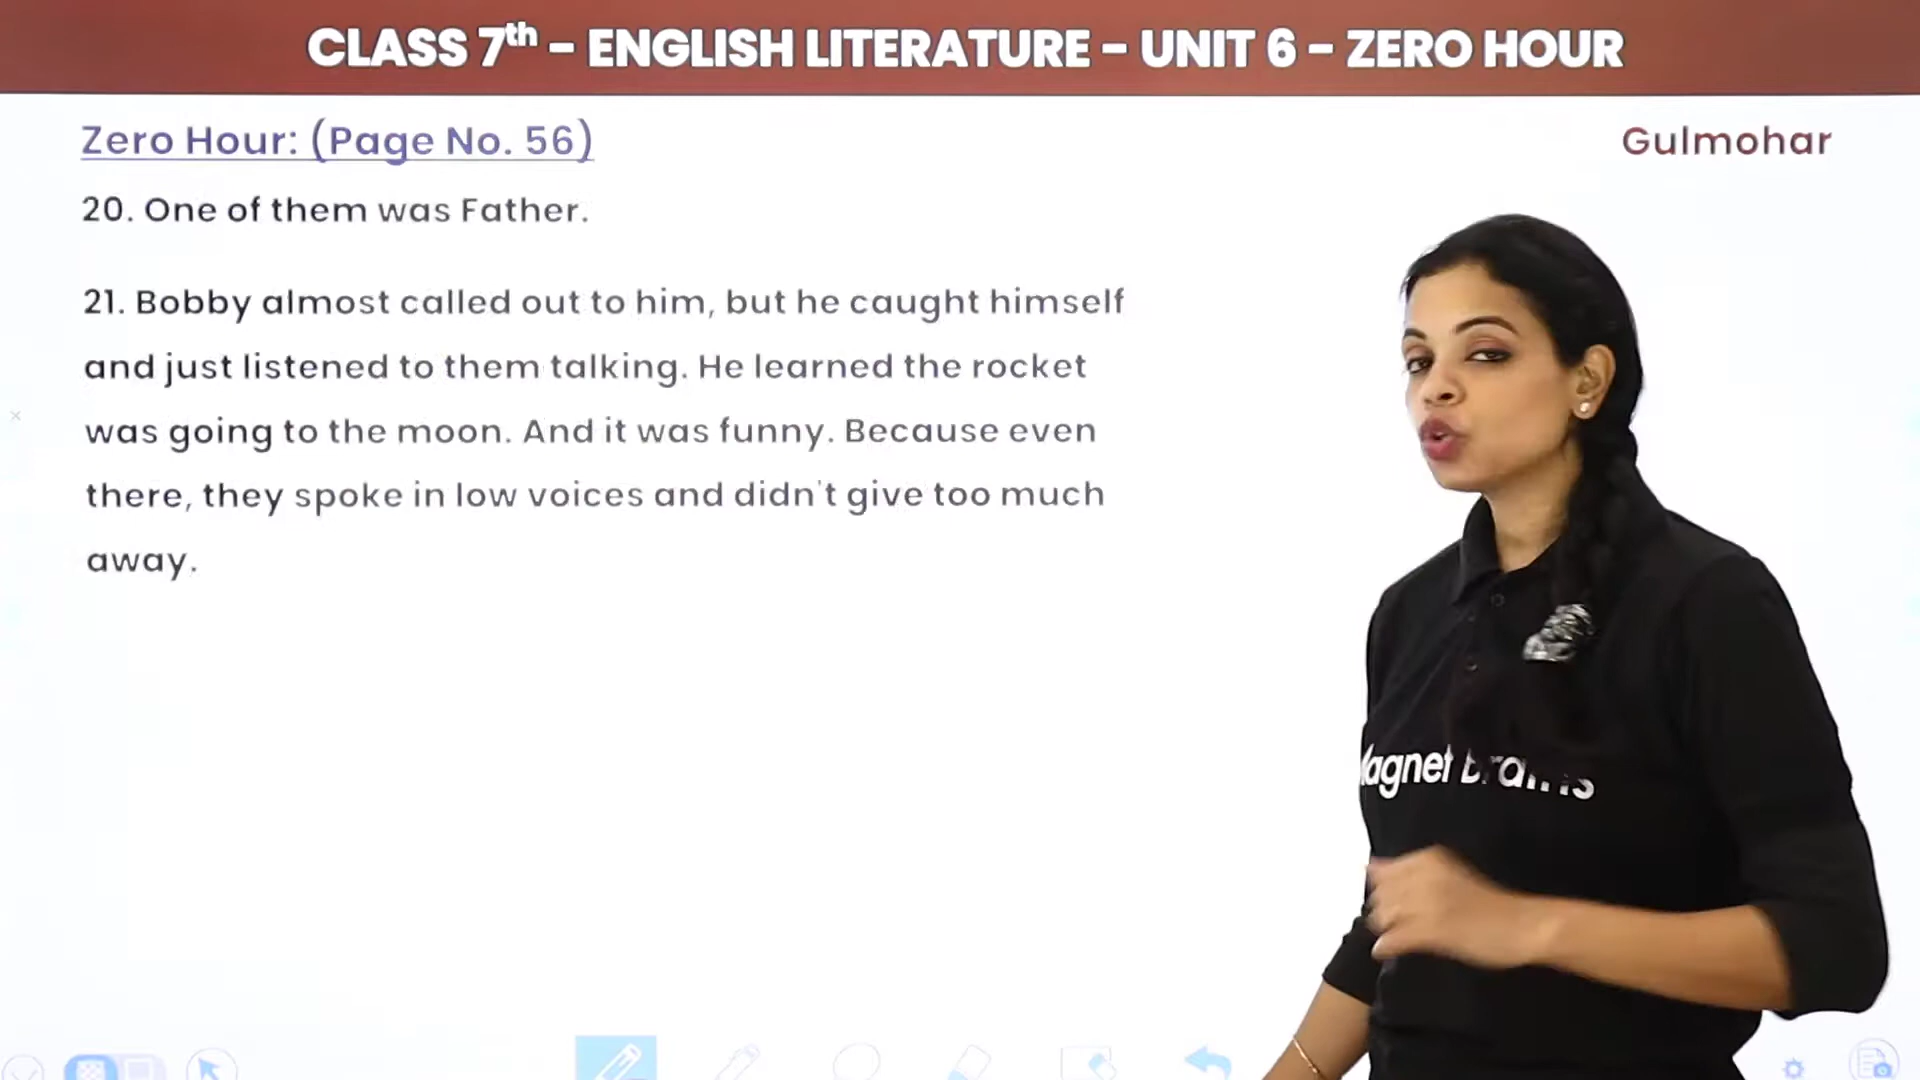 CLASS 7th – ENGLISH LITERATURE – UNIT 6 – ZERO HOUR
Zero Hour: (Page No. 56)
Gulmohar
20. One of them was Father.
21. Bobby almost called out to him, but he caught himself
and just listened to them talking. He learned the rocket
was going to the moon. And it was funny. Because even
there, they spoke in low voices and didn't give too much
away.